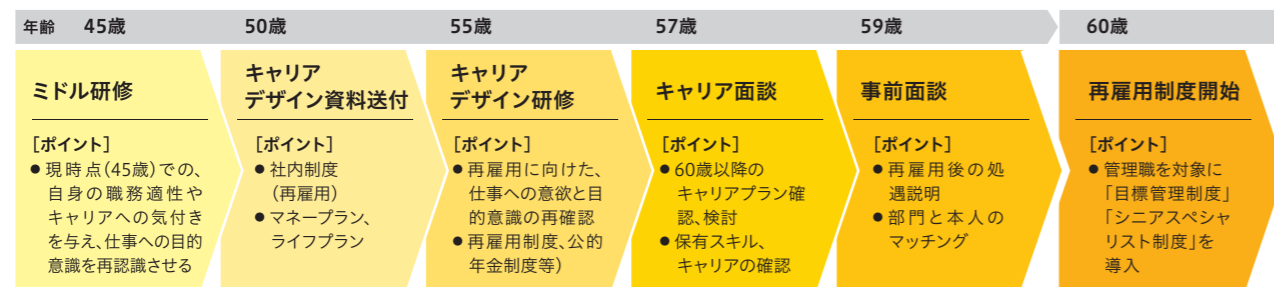 年齢 45歳 50歳 55歳 57歳 59歳 60歳
ミドル研修
[ポイント]
●現時点(45歳)での、
自身の職務適性や
キャリアへの気付き
を与え、仕事への目的
意識を再認識させる
キャリア
デザイン資料送付
[ポイント]
●社内制度
(再雇用)
●マネープラン、
ライフプラン
キャリア
デザイン研修
[ポイント]
●再雇用に向けた、
仕事への意欲と目
的意識の再確認
●再雇用制度、公的
年金制度等)
キャリア面談
[ポイント]
●60歳以降の
キャリアプラン確
認、検討
●保有スキル、
キャリアの確認
事前面談
[ポイント]
●再雇用後の処
遇説明
●部門と本人の
マッチング
再雇用制度開始
[ポイント]
●管理職を対象に
「目標管理制度」
「シニアスペシャ
リスト制度」を
導入